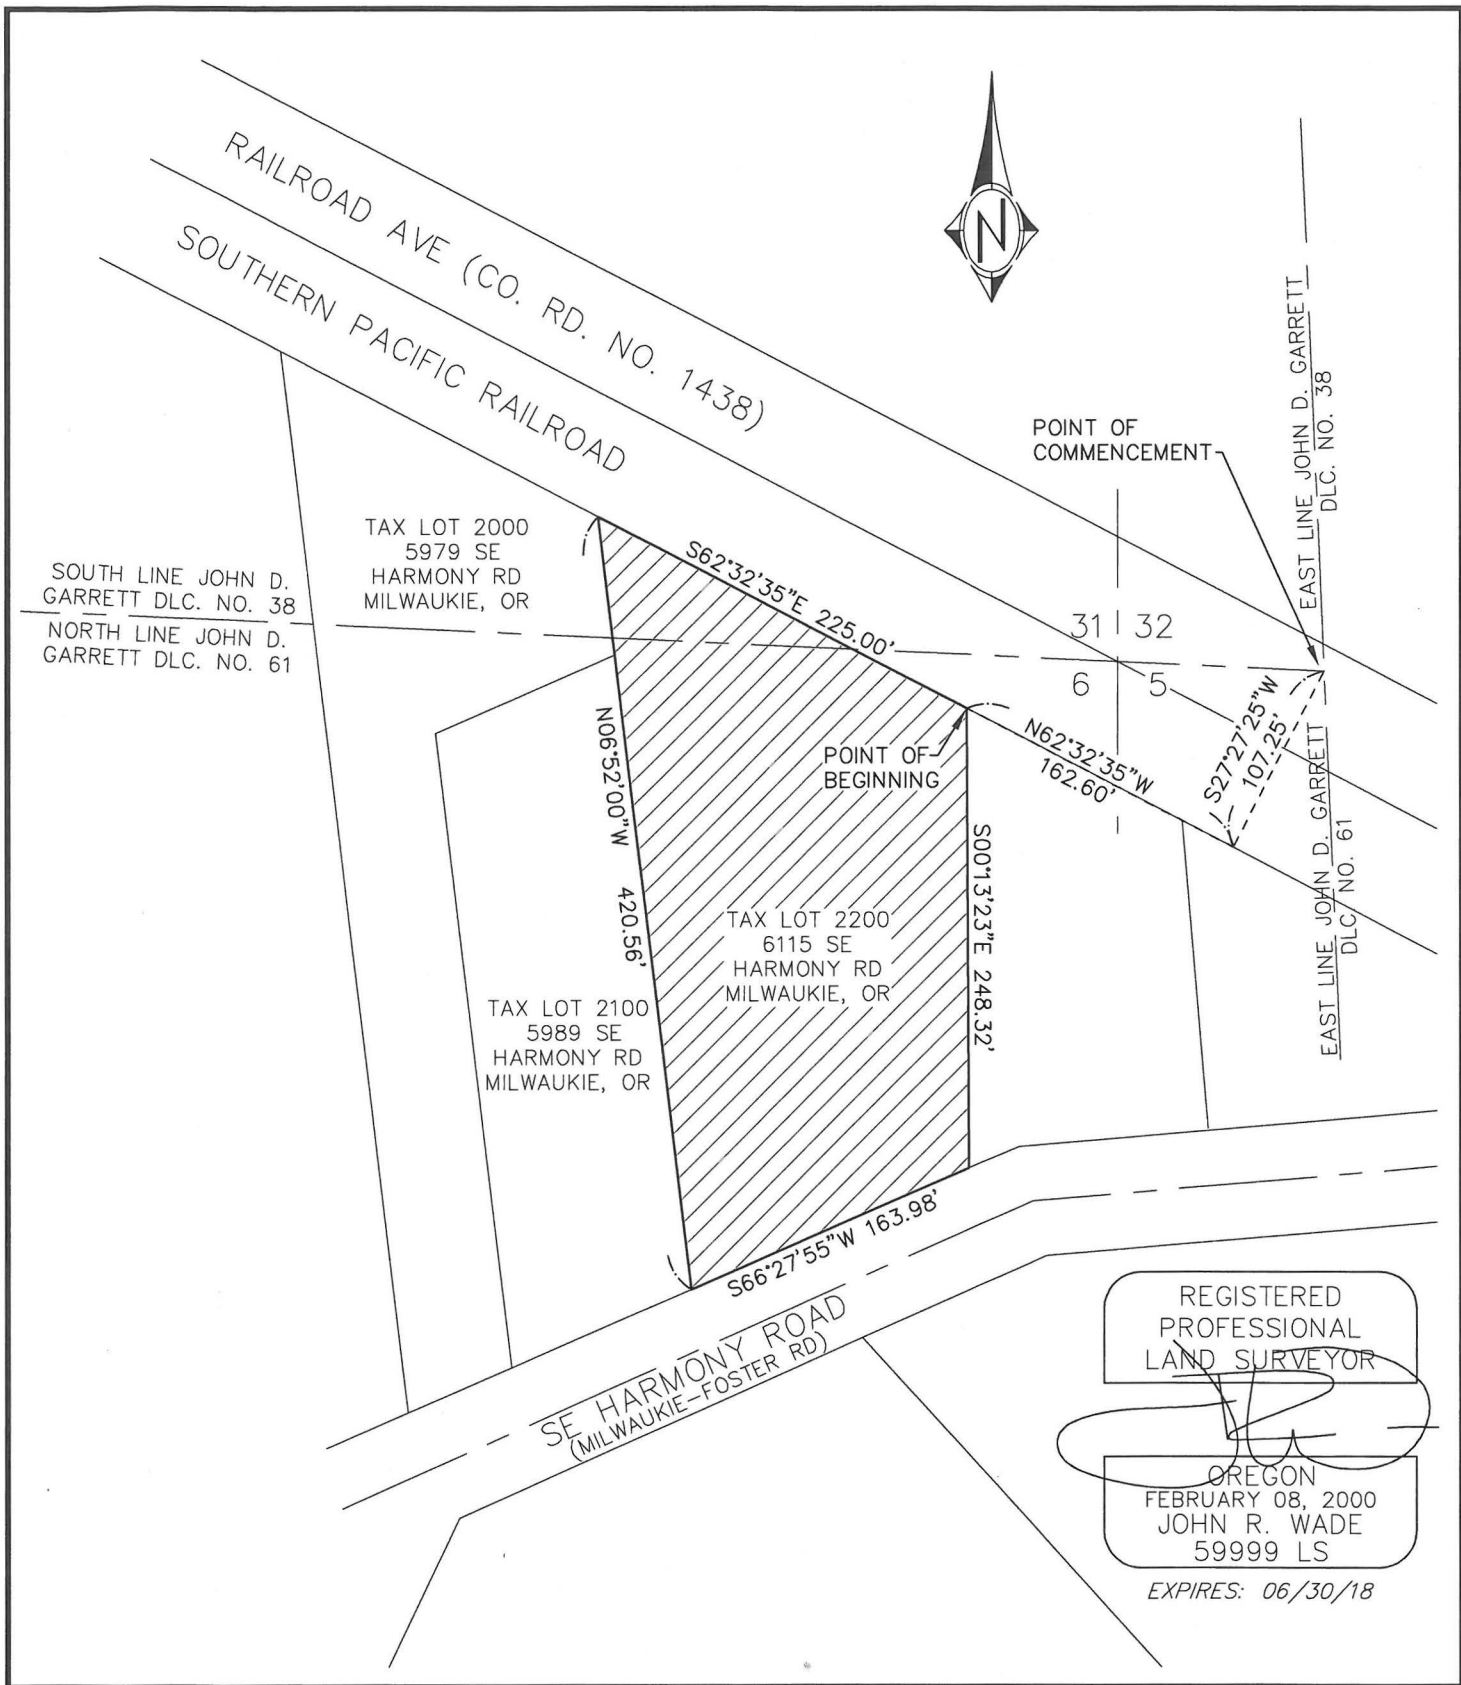 N
RAILROAD AVE (CO. RD. NO. 1438)
SOUTHERN PACIFIC RAILROAD
EAST LINE JOHN D. GARRETT
DLC. NO. 38
POINT OF
COMMENCEMENT
TAX LOT 2000
5979 SE
HARMONY RD
MILWAUKIE, OR
SOUTH LINE JOHN D.
GARRETT DLC. NO. 38
NORTH LINE JOHN D.
GARRETT DLC. NO. 61
S62°32'35"E 225.00'
31 32
6 5
S27°27'25"W
107.25'
N62°32'35"W
162.60'
POINT OF
BEGINNING
N06°52'00"W 420.56'
S00°13'23"E 248.32'
EAST LINE JOHN D. GARRETT
DLC. NO. 61
TAX LOT 2200
6115 SE
HARMONY RD
MILWAUKIE, OR
TAX LOT 2100
5989 SE
HARMONY RD
MILWAUKIE, OR
S66°27'55"W 163.98'
SE HARMONY ROAD
(MILWAUKIE-FOSTER RD)
REGISTERED
PROFESSIONAL
LAND SURVEYOR
OREGON
FEBRUARY 08, 2000
JOHN R. WADE
59999 LS
EXPIRES: 06/30/18